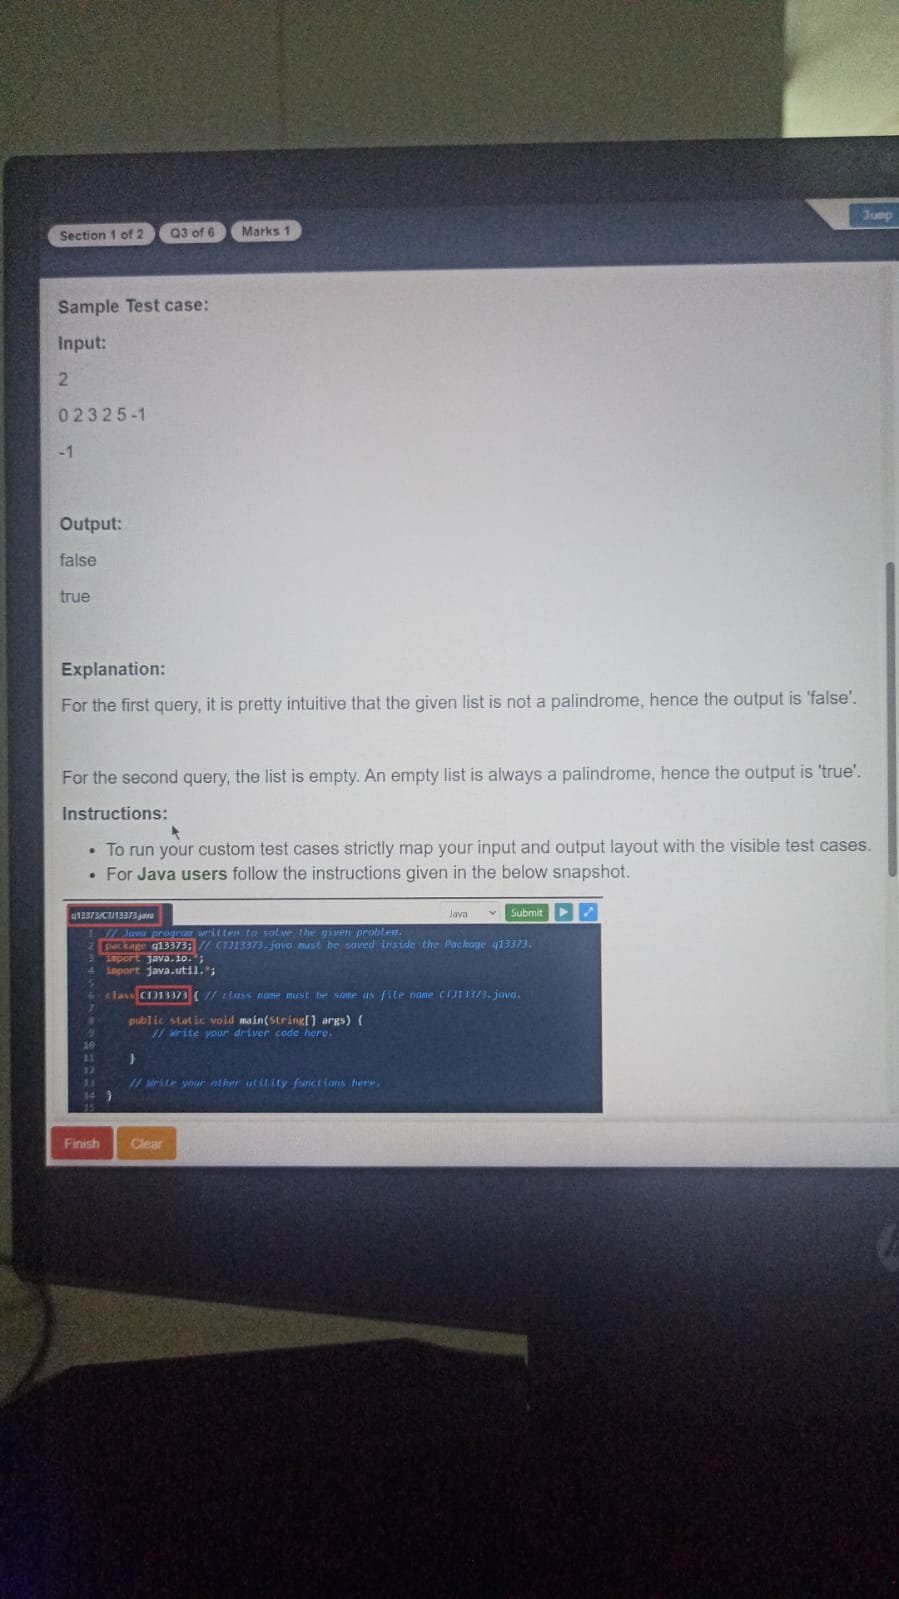 Section 1 of 2 Q3 of 6 Marks 1 Jump
Sample Test case:
Input:
2
0 2 3 2 5 -1
-1
Output:
false
true
Explanation:
For the first query, it is pretty intuitive that the given list is not a palindrome, hence the output is 'false'.
For the second query, the list is empty. An empty list is always a palindrome, hence the output is 'true'.
Instructions:
• To run your custom test cases strictly map your input and output layout with the visible test cases.
• For Java users follow the instructions given in the below snapshot.
q13373/CTJ13373.java Java Submit
1 // Java program written to solve the given problem.
2 package q13373; // CTJ13373.java must be saved inside the Package q13373.
3 import java.io.*;
4 import java.util.*;
5
6 class CTJ13373 { // class name must be same as file name CTJ13373.java.
7
8 public static void main(String[] args) {
9 // Write your driver code here.
10
11 }
12
13 // Write your other utility functions here.
14 }
15
Finish Clear